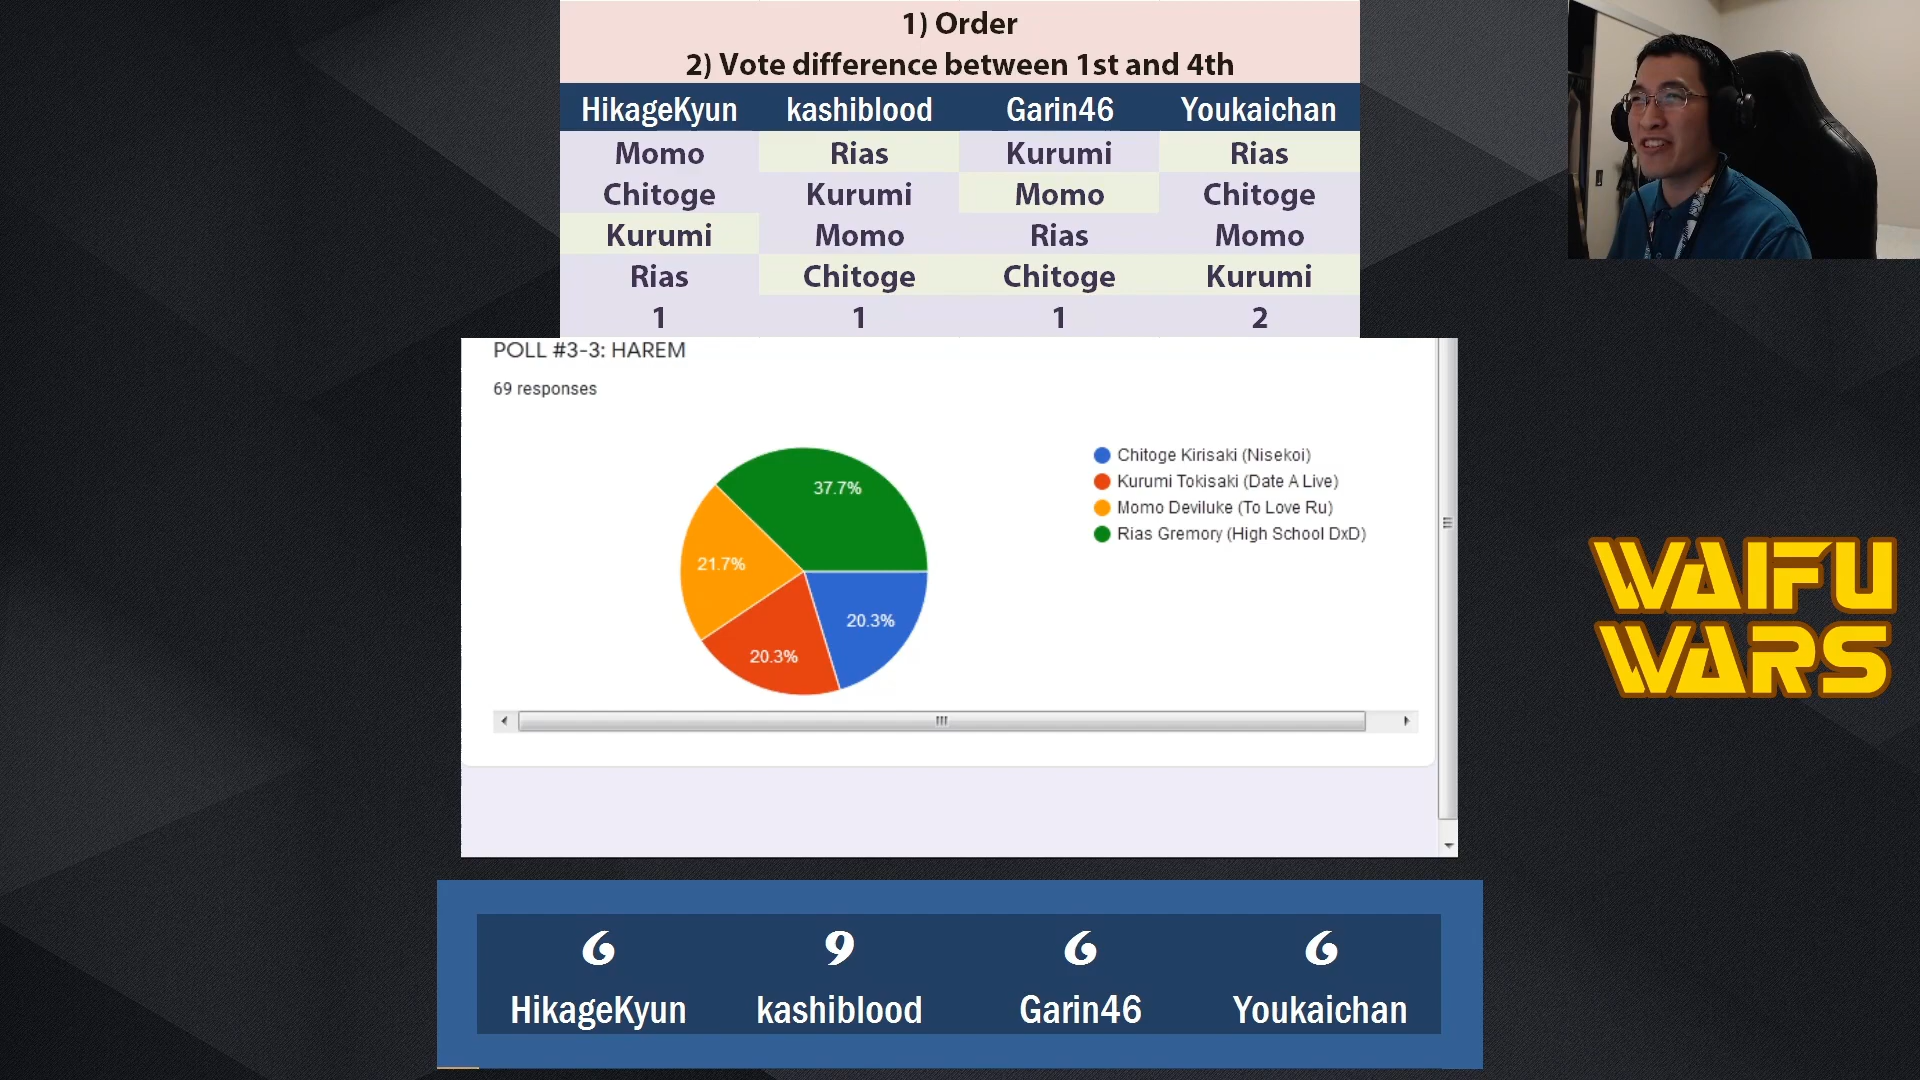 1) Order
2) Vote difference between 1st and 4th
HikageKyun kashiblood Garin46 Youkaichan
Momo Rias Kurumi Rias
Chitoge Kurumi Momo Chitoge
Kurumi Momo Rias Momo
Rias Chitoge Chitoge Kurumi
1 1 1 2
POLL #3-3: HAREM
69 responses
37.7%
21.7%
20.3%
20.3%
Chitoge Kirisaki (Nisekoi)
Kurumi Tokisaki (Date A Live)
Momo Deviluke (To Love Ru)
Rias Gremory (High School DxD)
WAIFU
WARS
6 9 6 6
HikageKyun kashiblood Garin46 Youkaichan